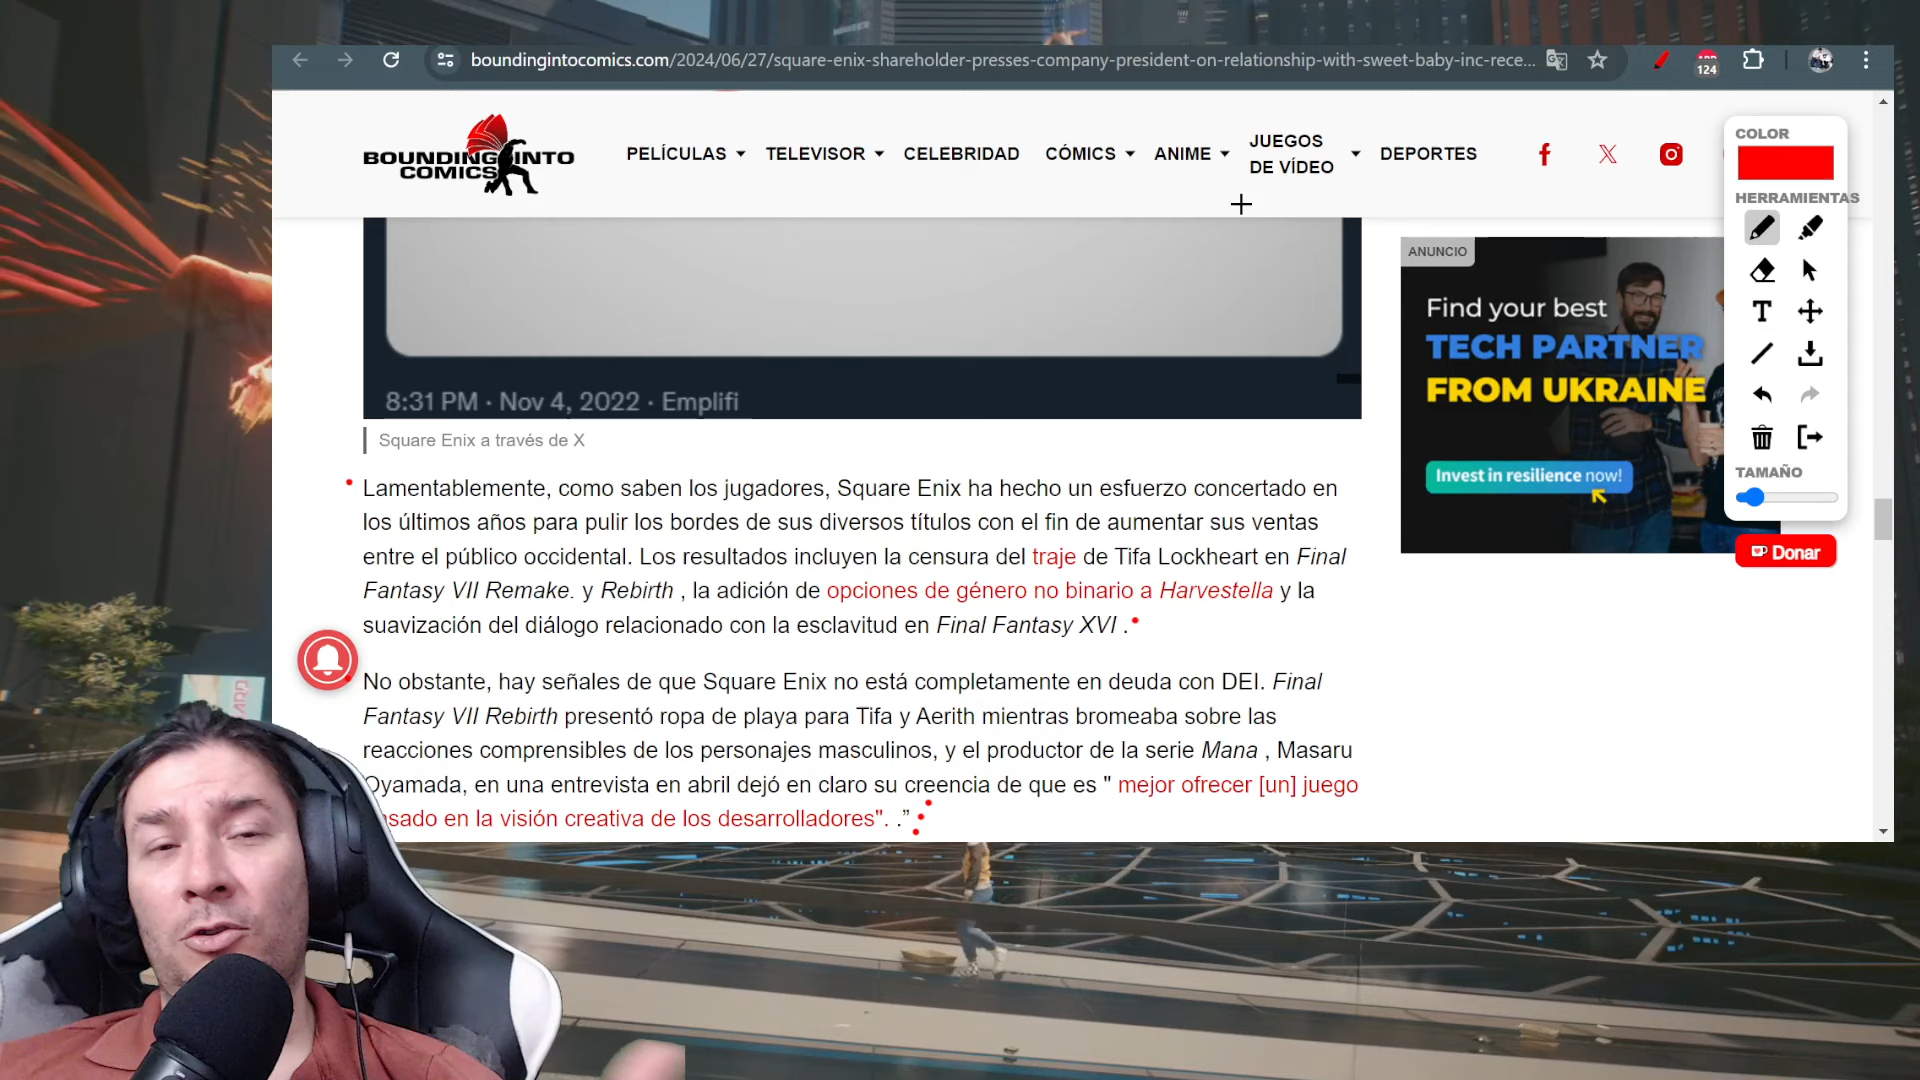 boundingintocomics.com/2024/06/27/square-enix-shareholder-presses-company-president-on-relationship-with-sweet-baby-inc-rece...
124
BOUNDING INTO
COMICS
PELÍCULAS
TELEVISOR
CELEBRIDAD
CÓMICS
ANIME
JUEGOS
DE VÍDEO
DEPORTES
COLOR
HERRAMIENTAS
TAMAÑO
Donar
8:31 PM · Nov 4, 2022 · Emplifi
Square Enix a través de X
ANUNCIO
Find your best
TECH PARTNER
FROM UKRAINE
Invest in resilience now!
Lamentablemente, como saben los jugadores, Square Enix ha hecho un esfuerzo concertado en
los últimos años para pulir los bordes de sus diversos títulos con el fin de aumentar sus ventas
entre el público occidental. Los resultados incluyen la censura del traje de Tifa Lockheart en Final
Fantasy VII Remake. y Rebirth , la adición de opciones de género no binario a Harvestella y la
suavización del diálogo relacionado con la esclavitud en Final Fantasy XVI .
No obstante, hay señales de que Square Enix no está completamente en deuda con DEI. Final
Fantasy VII Rebirth presentó ropa de playa para Tifa y Aerith mientras bromeaba sobre las
reacciones comprensibles de los personajes masculinos, y el productor de la serie Mana , Masaru
Oyamada, en una entrevista en abril dejó en claro su creencia de que es " mejor ofrecer [un] juego
basado en la visión creativa de los desarrolladores". .”